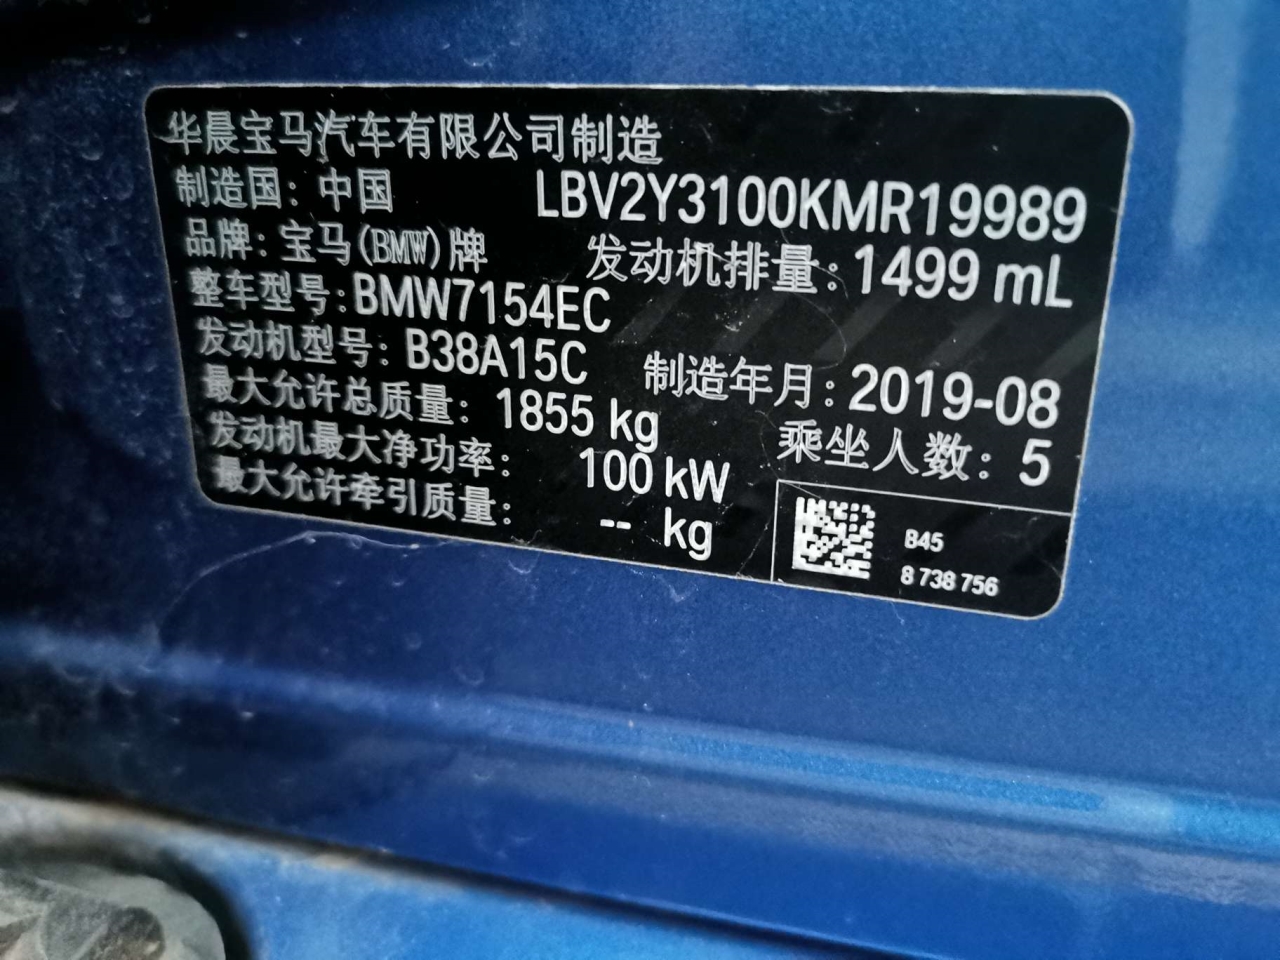 华晨宝马汽车有限公司制造
制造国：中国 LBV2Y3100KMR19989
品牌：宝马(BMW)牌 发动机排量：1499 mL
整车型号：BMW7154EC
发动机型号：B38A15C 制造年月：2019-08
最大允许总质量：1855 kg 乘坐人数：5
发动机最大净功率：100 kW
最大允许牵引质量：-- kg
B45
8 738 756